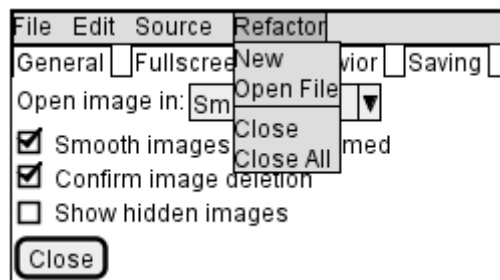 File Edit Source Refactor
General Fullscree vior Saving
New
Open File
Close
Close All
Open image in: Sm
Smooth images med
Confirm image deletion
Show hidden images
Close